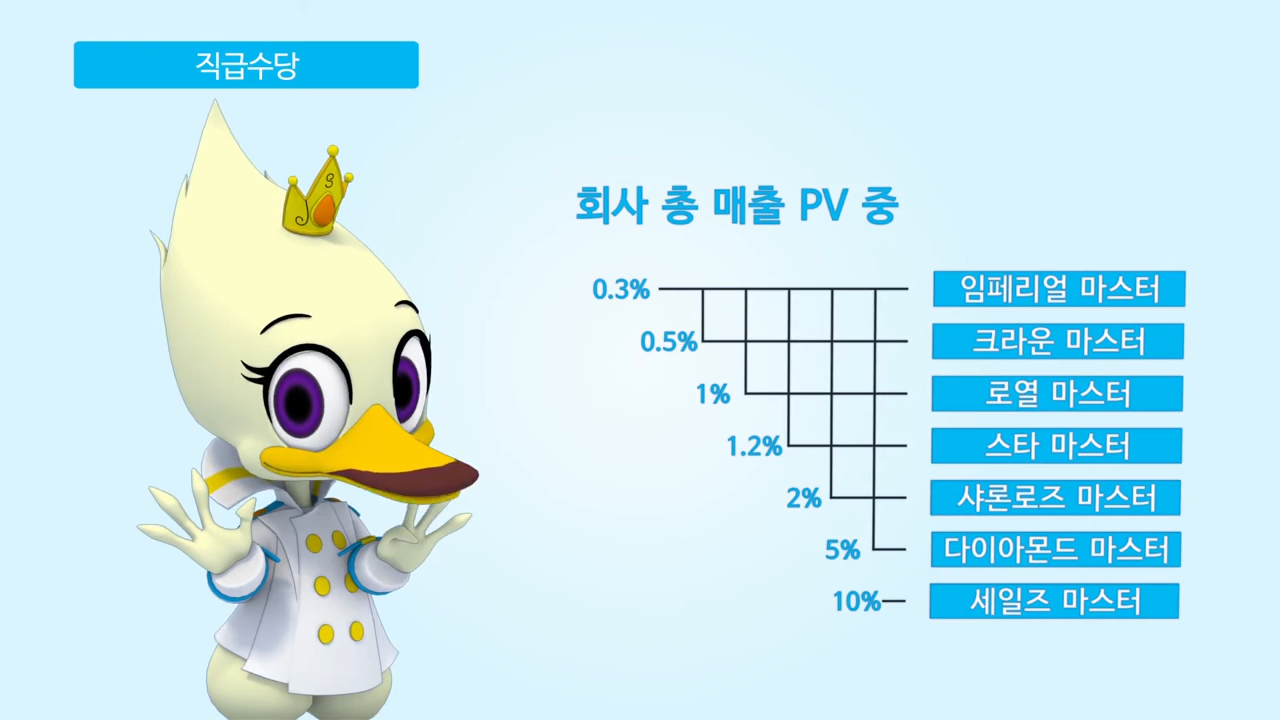 직급수당
회사 총 매출 PV 중
0.3% 임페리얼 마스터
0.5% 크라운 마스터
1% 로열 마스터
1.2% 스타 마스터
2% 샤론로즈 마스터
5% 다이아몬드 마스터
10% 세일즈 마스터